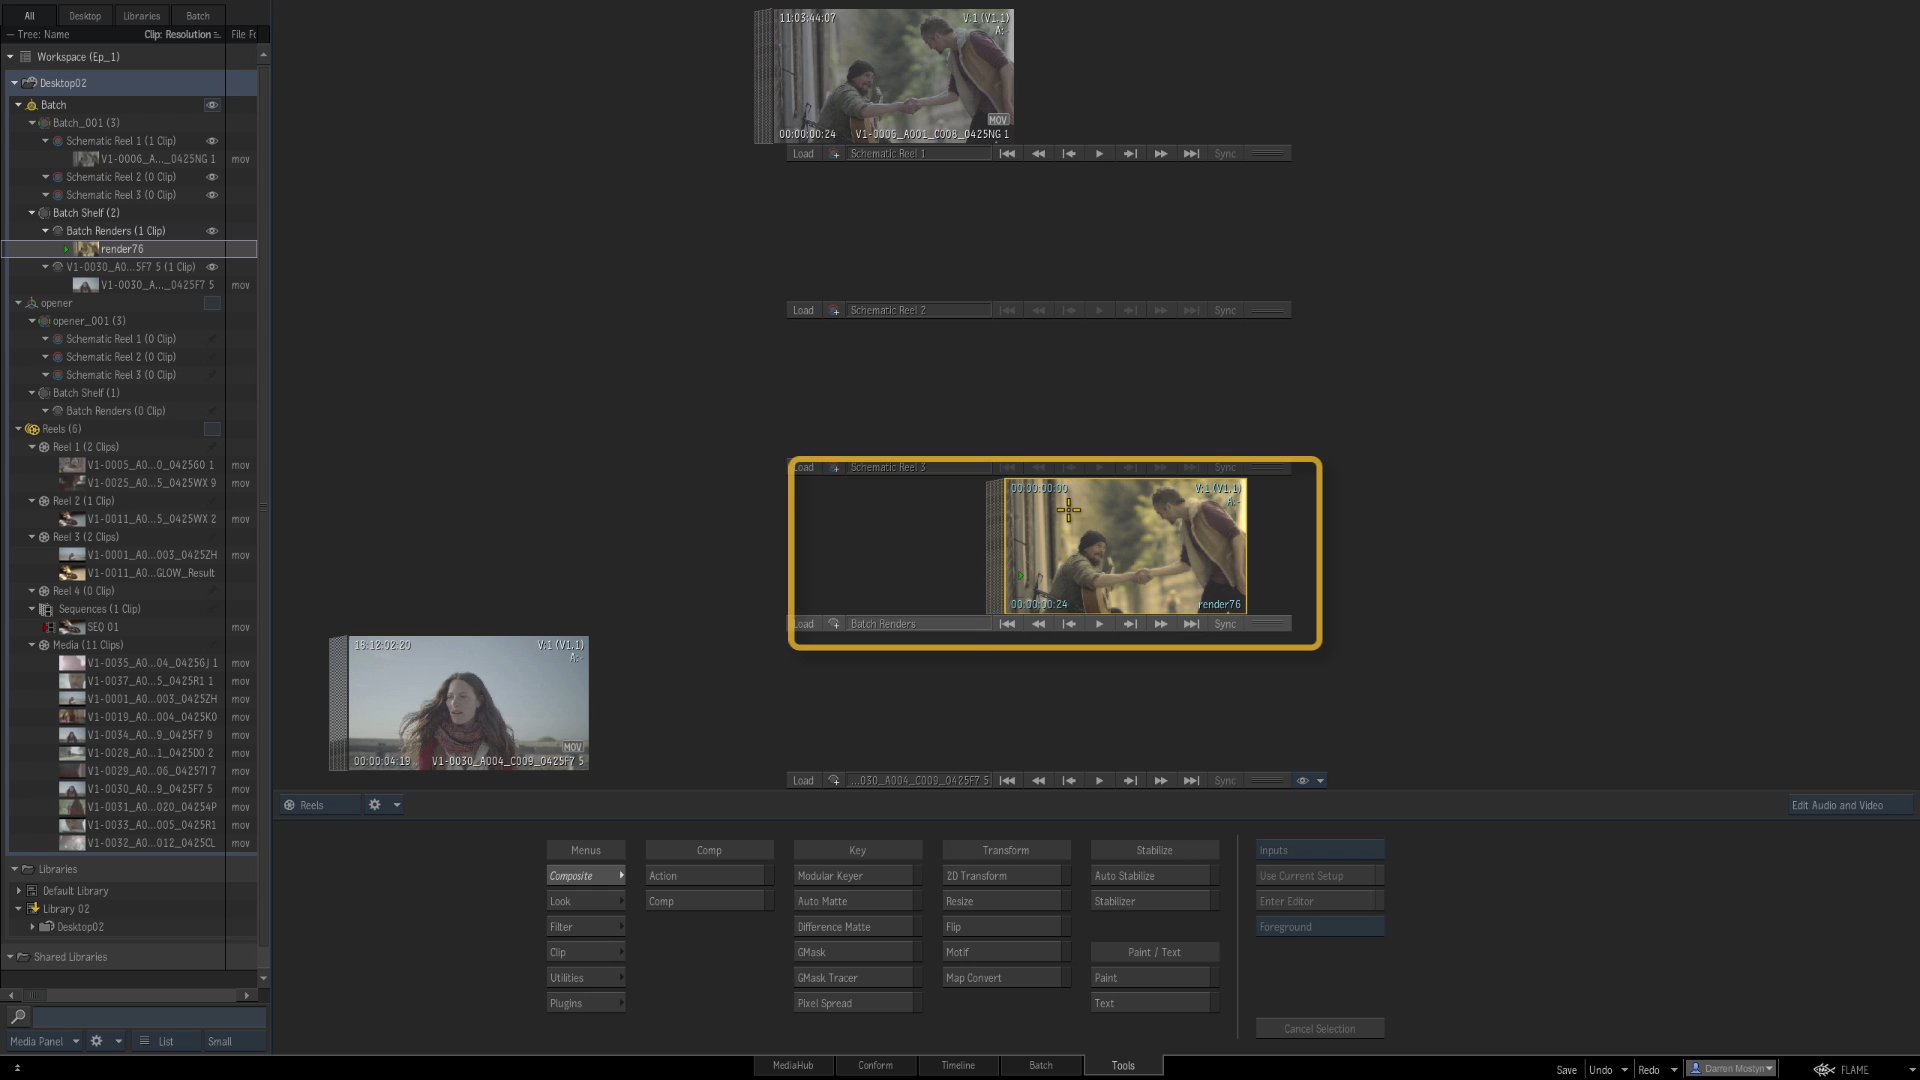 All Desktop Libraries Batch
Tree: Name Clip: Resolution File Fc
Workspace (Ep_1)
Desktop02
Batch
Batch_001 (3)
Schematic Reel 1 (1 Clip)
V1-0006_A..._0425NG 1 mov
Schematic Reel 2 (0 Clip)
Schematic Reel 3 (0 Clip)
Batch Shelf (2)
Batch Renders (1 Clip)
render76
V1-0030_A0...5F7 5 (1 Clip)
V1-0030_A..._0425F7 5 mov
opener
opener_001 (3)
Schematic Reel 1 (0 Clip)
Schematic Reel 2 (0 Clip)
Schematic Reel 3 (0 Clip)
Batch Shelf (1)
Batch Renders (0 Clip)
Reels (6)
Reel 1 (2 Clips)
V1-0005_A0...0_042560 1 mov
V1-0025_A0...5_0425WX 9 mov
Reel 2 (1 Clip)
V1-0011_A0...5_0425WX 2 mov
Reel 3 (2 Clips)
V1-0001_A0...003_0425ZH mov
V1-0011_A0...GLOW_Result
Reel 4 (0 Clip)
Sequences (1 Clip)
SEQ 01 mov
Media (11 Clips)
V1-0035_A0...04_0425GJ 1 mov
V1-0037_A0...5_0425R1 1 mov
V1-0001_A0...003_0425ZH mov
V1-0019_A0...004_0425K0 mov
V1-0034_A0...9_0425F7 9 mov
V1-0028_A0...1_0425D0 2 mov
V1-0029_A0...06_04257I 7 mov
V1-0030_A0...9_0425F7 5 mov
V1-0031_A0...020_04254P mov
V1-0033_A0...005_0425R1 mov
V1-0032_A0...012_0425CL mov
Libraries
Default Library
Library 02
Desktop02
Shared Libraries
Media Panel List Small
11:03:44:07 V:1 (V1.1)
A:-
MOV
00:00:00:24 V1-0006_A001_C008_0425NG 1
Load Schematic Reel 1 Sync
Load Schematic Reel 2 Sync
Load Schematic Reel 3 Sync
00:00:00:00 V:1 (V1.1)
A:-
00:00:00:24 render76
Load Batch Renders Sync
18:12:02:20 V:1 (V1.1)
A:-
MOV
00:00:04:19 V1-0030_A004_C009_0425F7 5
Load ...030_A004_C009_0425F7 5 Sync
Reels Edit Audio and Video
Menus Comp Key Transform Stabilize Inputs
Composite Action Modular Keyer 2D Transform Auto Stabilize Use Current Setup
Look Comp Auto Matte Resize Stabilizer Enter Editor
Filter Difference Matte Flip Foreground
Clip GMask Motif Paint / Text
Utilities GMask Tracer Map Convert Paint
Plugins Pixel Spread Text
Cancel Selection
MediaHub Conform Timeline Batch Tools
Save Undo Redo Darren Mostyn FLAME